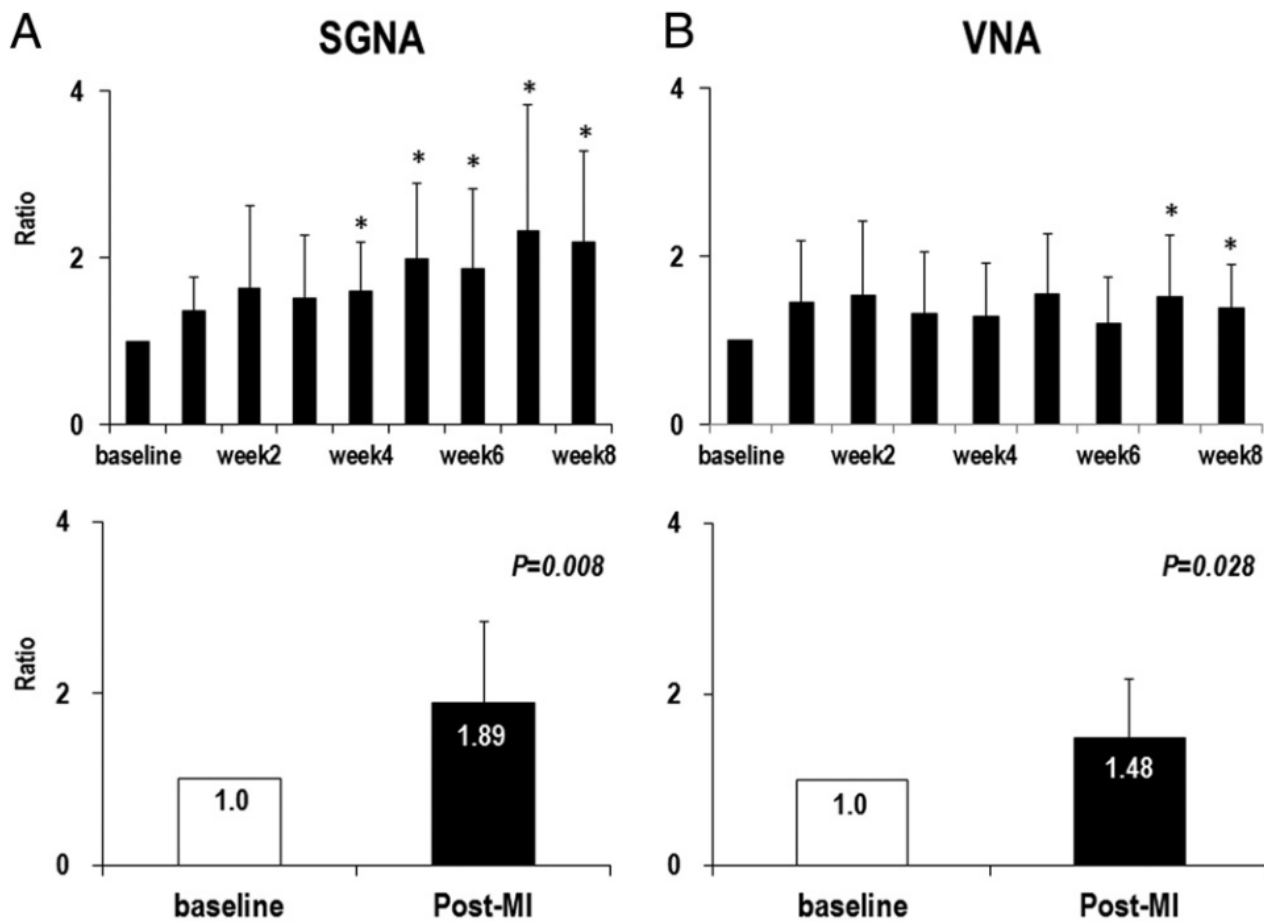 A
SGNA
4
2
0
Ratio
*
*
*
*
*
baseline week2 week4 week6 week8
4
2
0
Ratio
P=0.008
1.0
1.89
baseline Post-MI
B
VNA
4
2
0
*
*
baseline week2 week4 week6 week8
4
2
0
P=0.028
1.0
1.48
baseline Post-MI